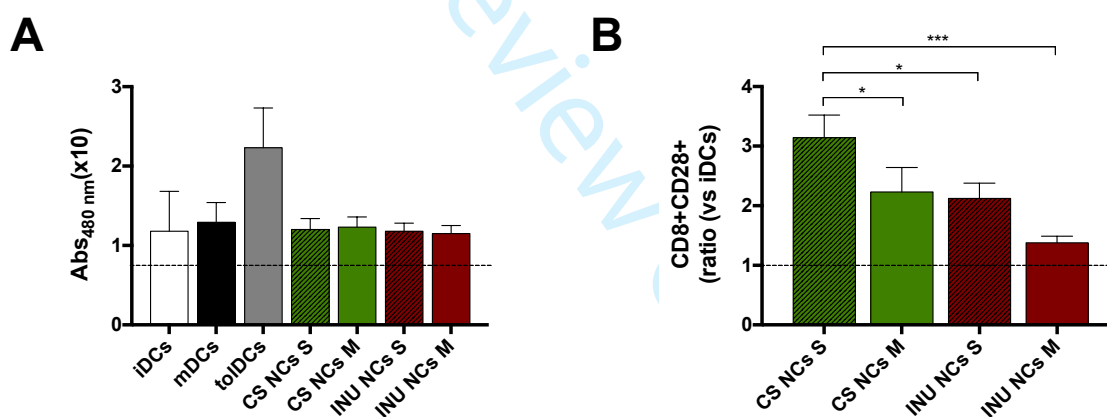 A
B
Abs480 nm(x10)
3
2
1
0
iDCs
mDCs
tolDCs
CS NCs S
CS NCs M
INU NCs S
INU NCs M
review
***
*
*
CD8+CD28+
(ratio (vs iDCs)
4
3
2
1
0
CS NCs S
CS NCs M
INU NCs S
INU NCs M